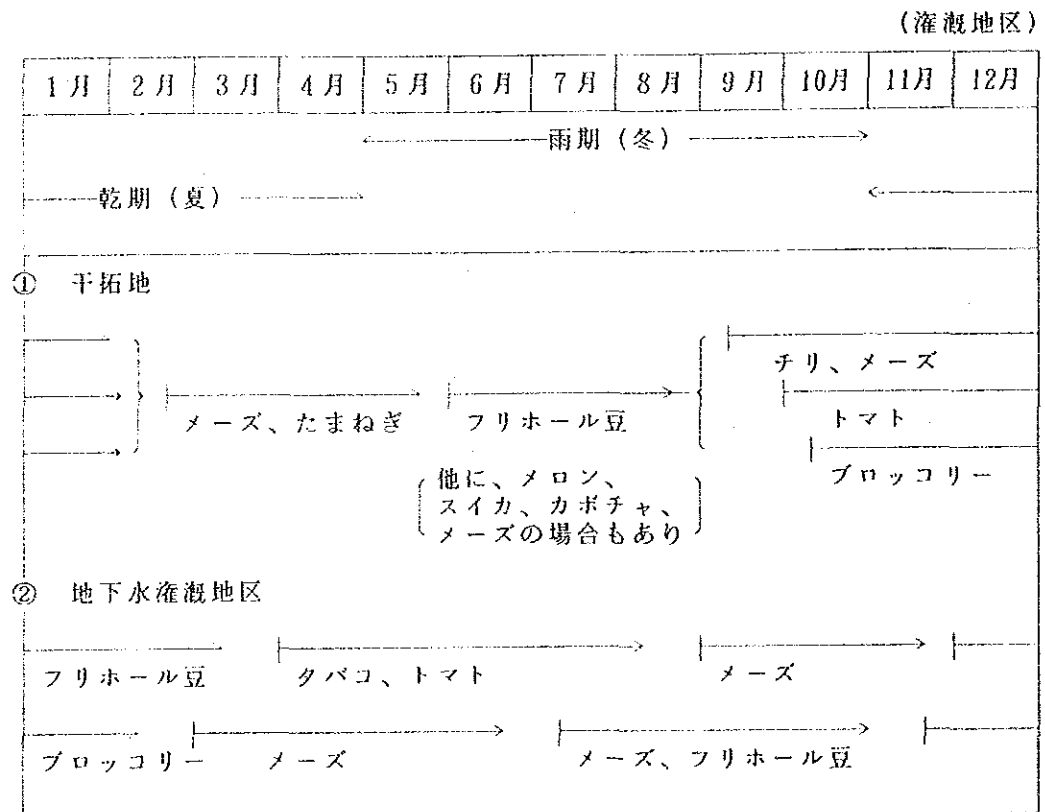 (灌漑地区)
1月 2月 3月 4月 5月 6月 7月 8月 9月 10月 11月 12月
雨期(冬)
乾期(夏)
① 干拓地
チリ、メーズ
メーズ、たまねぎ フリホール豆 トマト
ブロッコリー
他に、メロン、
スイカ、カボチャ、
メーズの場合もあり
② 地下水灌漑地区
フリホール豆 タバコ、トマト メーズ
ブロッコリー メーズ メーズ、フリホール豆